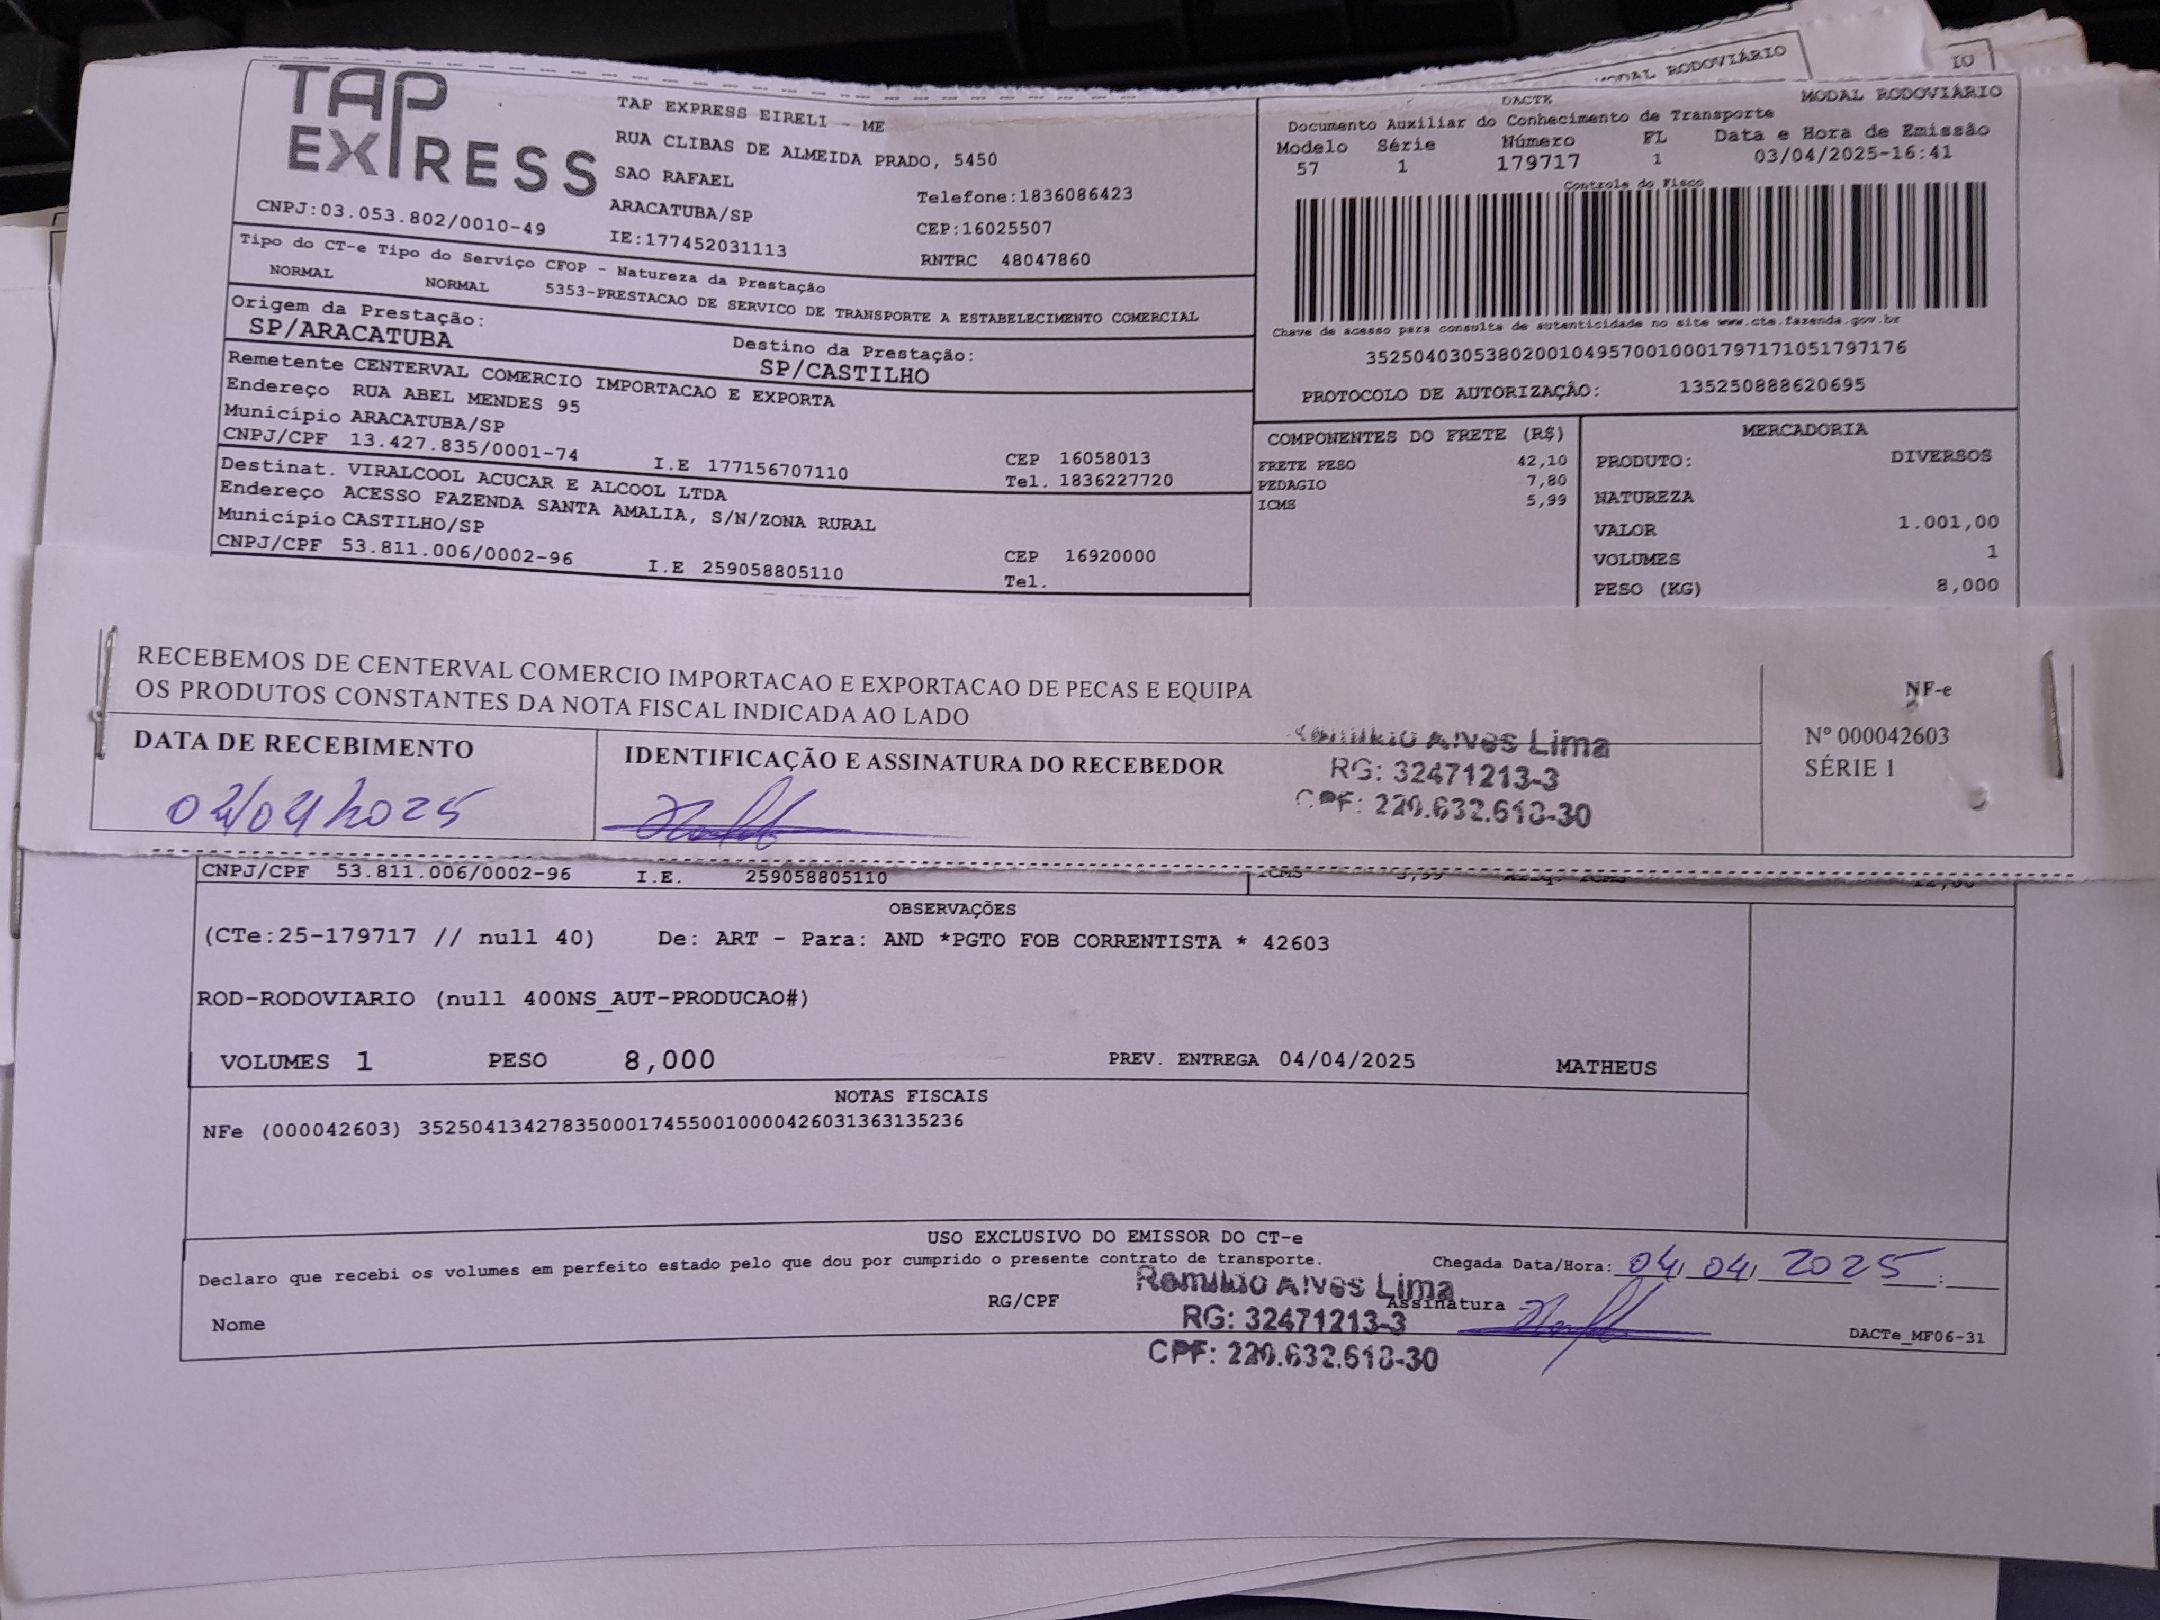 TAP
EXPRESS
TAP EXPRESS EIRELI - ME
RUA CLIBAS DE ALMEIDA PRADO, 5450
SAO RAFAEL
ARACATUBA/SP
IE:177452031113
Telefone:1836086423
CEP:16025507
RNTRC 48047860
CNPJ:03.053.802/0010-49
MODAL RODOVIÁRIO
DACTE MODAL RODOVIÁRIO
Documento Auxiliar do Conhecimento de Transporte
Modelo Série Número FL Data e Hora de Emissão
57 1 179717 1 03/04/2025-16:41
Controle do Fisco
Chave de acesso para consulta de autenticidade no site www.cte.fazenda.gov.br
35250403053802001049570010001797171051797176
PROTOCOLO DE AUTORIZAÇÃO: 135250888620695
Tipo do CT-e Tipo do Serviço CFOP - Natureza da Prestação
NORMAL NORMAL 5353-PRESTACAO DE SERVICO DE TRANSPORTE A ESTABELECIMENTO COMERCIAL
Origem da Prestação:
SP/ARACATUBA
Destino da Prestação:
SP/CASTILHO
Remetente CENTERVAL COMERCIO IMPORTACAO E EXPORTA
Endereço RUA ABEL MENDES 95
Município ARACATUBA/SP
CNPJ/CPF 13.427.835/0001-74 I.E 177156707110
CEP 16058013
Tel. 1836227720
Destinat. VIRALCOOL ACUCAR E ALCOOL LTDA
Endereço ACESSO FAZENDA SANTA AMALIA, S/N/ZONA RURAL
Município CASTILHO/SP
CNPJ/CPF 53.811.006/0002-96 I.E 259058805110
CEP 16920000
Tel.
COMPONENTES DO FRETE (R$)
FRETE PESO 42,10
PEDAGIO 7,80
ICMS 5,99
MERCADORIA
PRODUTO: DIVERSOS
NATUREZA
VALOR 1.001,00
VOLUMES 1
PESO (KG) 8,000
RECEBEMOS DE CENTERVAL COMERCIO IMPORTACAO E EXPORTACAO DE PECAS E EQUIPA
OS PRODUTOS CONSTANTES DA NOTA FISCAL INDICADA AO LADO
DATA DE RECEBIMENTO
04/04/2025
IDENTIFICAÇÃO E ASSINATURA DO RECEBEDOR
Alves Lima
RG: 32471213-3
CPF: 220.632.618-30
NF-e
Nº 000042603
SÉRIE 1
CNPJ/CPF 53.811.006/0002-96 I.E. 259058805110
OBSERVAÇÕES
(CTe:25-179717 // null 40) De: ART - Para: AND *PGTO FOB CORRENTISTA * 42603
ROD-RODOVIARIO (null 400NS_AUT-PRODUCAO#)
VOLUMES 1 PESO 8,000 PREV. ENTREGA 04/04/2025 MATHEUS
NOTAS FISCAIS
NFe (000042603) 35250413427835000174550010000426031363135236
USO EXCLUSIVO DO EMISSOR DO CT-e
Declaro que recebi os volumes em perfeito estado pelo que dou por cumprido o presente contrato de transporte.
Chegada Data/Hora: 04 04 2025
Alves Lima
RG/CPF
RG: 32471213-3
Assinatura
Nome
CPF: 220.632.618-30
DACTe_MF06-31